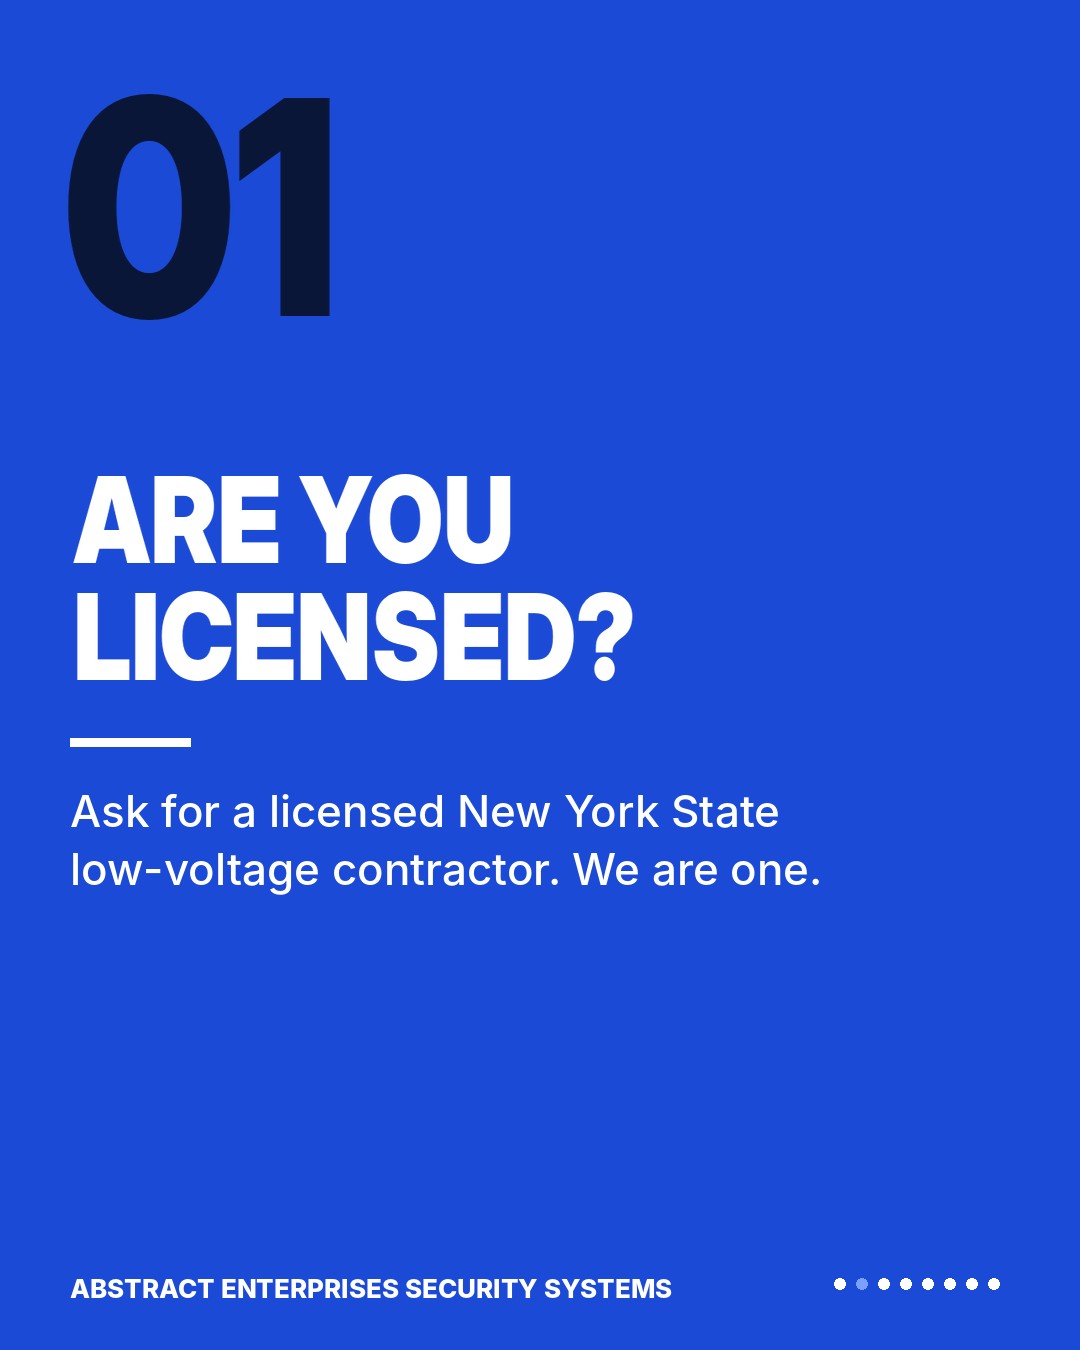 01
ARE YOU
LICENSED?
Ask for a licensed New York State
low-voltage contractor. We are one.
ABSTRACT ENTERPRISES SECURITY SYSTEMS